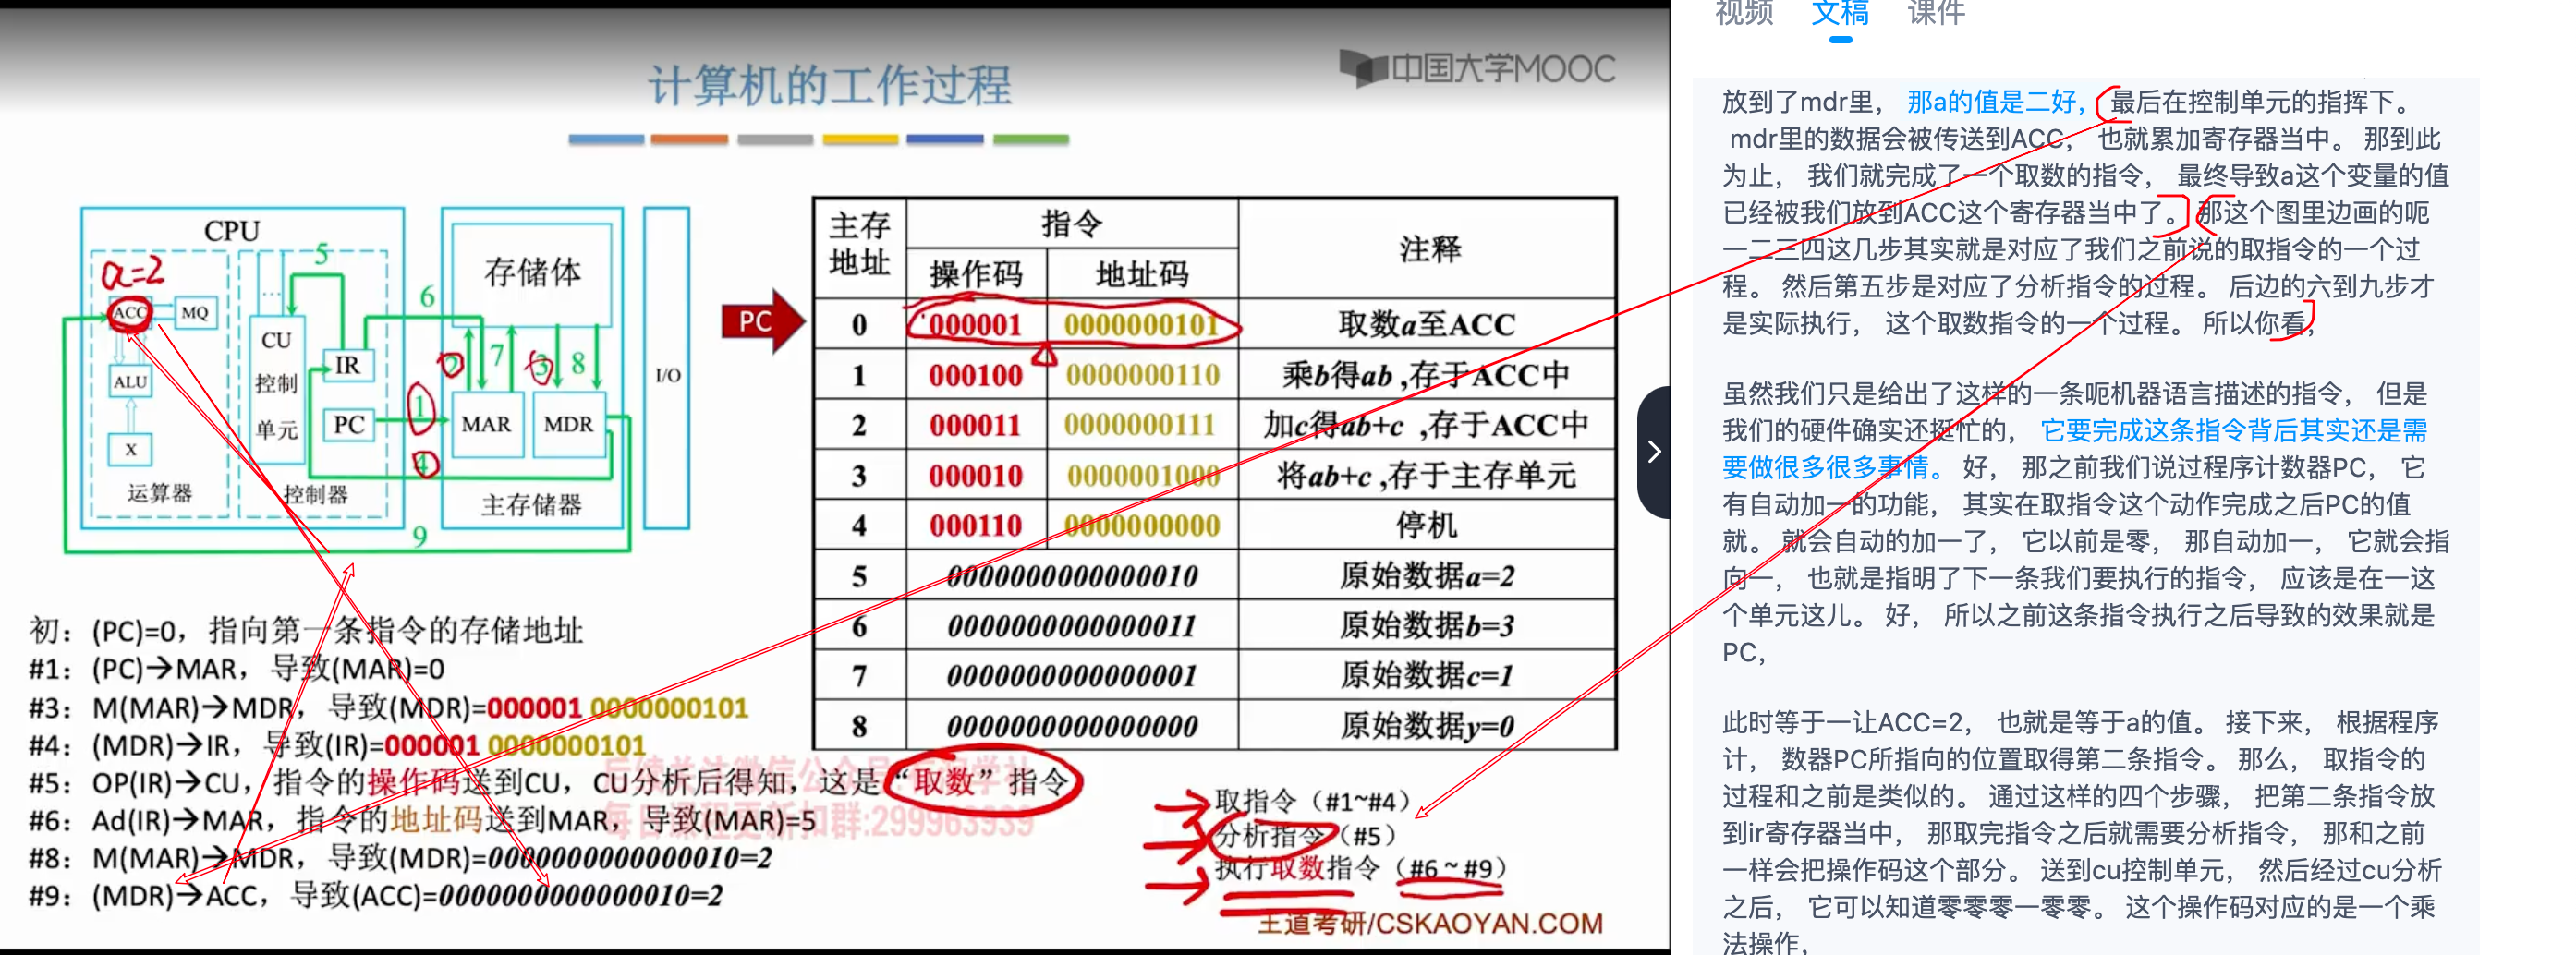 计算机的工作过程
中国大学MOOC
CPU
a=2
5
ACC
MQ
...
CU
控制
单元
IR
PC
ALU
X
运算器
控制器
6
存储体
2
7
3
8
1
MAR
MDR
4
主存储器
9
I/O
PC
主存地址 指令 注释
操作码 地址码
0 000001 0000000101 取数a至ACC
1 000100 0000000110 乘b得ab ,存于ACC中
2 000011 0000000111 加c得ab+c ,存于ACC中
3 000010 0000001000 将ab+c ,存于主存单元
4 000110 0000000000 停机
5 0000000000000010 原始数据a=2
6 0000000000000011 原始数据b=3
7 0000000000000001 原始数据c=1
8 0000000000000000 原始数据y=0
初：(PC)=0，指向第一条指令的存储地址
#1：(PC)→MAR，导致(MAR)=0
#3：M(MAR)→MDR，导致(MDR)=000001 0000000101
#4：(MDR)→IR，导致(IR)=000001 0000000101
#5：OP(IR)→CU，指令的操作码送到CU，CU分析后得知，这是“取数”指令
#6：Ad(IR)→MAR，指令的地址码送到MAR，导致(MAR)=5
#8：M(MAR)→MDR，导致(MDR)=0000000000000010=2
#9：(MDR)→ACC，导致(ACC)=0000000000000010=2
取指令（#1~#4）
分析指令（#5）
执行取数指令（#6 ~ #9）
王道考研/CSKAOYAN.COM
视频 文稿 课件
放到了mdr里， 那a的值是二好， 最后在控制单元的指挥下。
mdr里的数据会被传送到ACC， 也就累加寄存器当中。 那到此
为止， 我们就完成了一个取数的指令， 最终导致a这个变量的值
已经被我们放到ACC这个寄存器当中了。 那这个图里边画的呃
一二三四这几步其实就是对应了我们之前说的取指令的一个过
程。 然后第五步是对应了分析指令的过程。 后边的六到九步才
是实际执行， 这个取数指令的一个过程。 所以你看，
虽然我们只是给出了这样的一条呃机器语言描述的指令， 但是
我们的硬件确实还挺忙的， 它要完成这条指令背后其实还是需
要做很多很多事情。 好， 那之前我们说过程序计数器PC， 它
有自动加一的功能， 其实在取指令这个动作完成之后PC的值
就。 就会自动的加一了， 它以前是零， 那自动加一， 它就会指
向一， 也就是指明了下一条我们要执行的指令， 应该是在一这
个单元这儿。 好， 所以之前这条指令执行之后导致的效果就是
PC，
此时等于一让ACC=2， 也就是等于a的值。 接下来， 根据程序
计， 数器PC所指向的位置取得第二条指令。 那么， 取指令的
过程和之前是类似的。 通过这样的四个步骤， 把第二条指令放
到ir寄存器当中， 那取完指令之后就需要分析指令， 那和之前
一样会把操作码这个部分。 送到cu控制单元， 然后经过cu分析
之后， 它可以知道零零零一零零。 这个操作码对应的是一个乘
法操作，